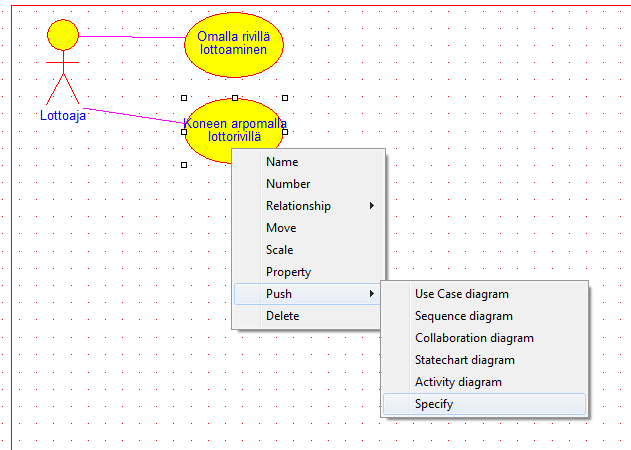 Omalla rivillä
lottoaminen
Lottoaja
Koneen arpomalla
lottorivillä
Name
Number
Relationship
Move
Scale
Property
Push
Delete
Use Case diagram
Sequence diagram
Collaboration diagram
Statechart diagram
Activity diagram
Specify